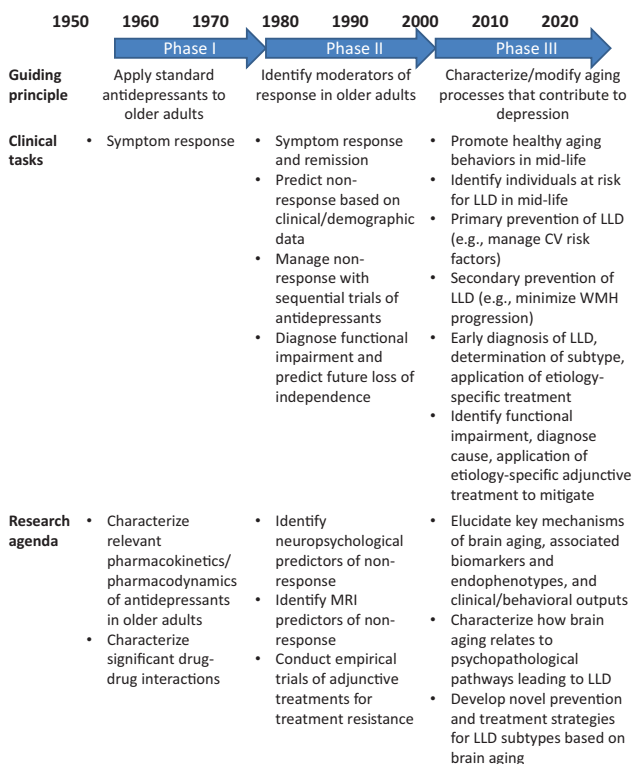 1950 1960 1970 1980 1990 2000 2010 2020
Phase I Phase II Phase III
Guiding principle
Apply standard
antidepressants to
older adults
Identify moderators of
response in older adults
Characterize/modify aging
processes that contribute to
depression
Clinical
tasks
• Symptom response
• Symptom response
and remission
• Predict non-
response based on
clinical/demographic
data
• Manage non-
response with
sequential trials of
antidepressants
• Diagnose functional
impairment and
predict future loss of
independence
• Promote healthy aging
behaviors in mid-life
• Identify individuals at risk
for LLD in mid-life
• Primary prevention of LLD
(e.g., manage CV risk
factors)
• Secondary prevention of
LLD (e.g., minimize WMH
progression)
• Early diagnosis of LLD,
determination of subtype,
application of etiology-
specific treatment
• Identify functional
impairment, diagnose
cause, application of
etiology-specific adjunctive
treatment to mitigate
Research
agenda
• Characterize
relevant
pharmacokinetics/
pharmacodynamics
of antidepressants
in older adults
• Characterize
significant drug-
drug interactions
• Identify
neuropsychological
predictors of non-
response
• Identify MRI
predictors of non-
response
• Conduct empirical
trials of adjunctive
treatments for
treatment resistance
• Elucidate key mechanisms
of brain aging, associated
biomarkers and
endophenotypes, and
clinical/behavioral outputs
• Characterize how brain
aging relates to
psychopathological
pathways leading to LLD
• Develop novel prevention
and treatment strategies
for LLD subtypes based on
brain aging